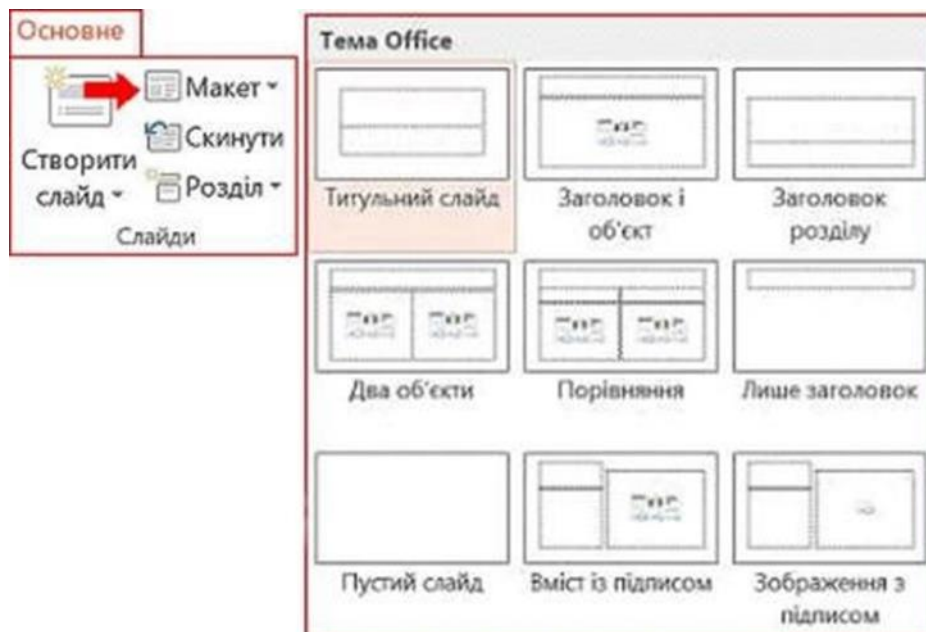 Основне
Макет
Скинути
Створити
слайд
Розділ
Слайди
Тема Office
Титульний слайд
Заголовок і
об'єкт
Заголовок
розділу
Два об'єкти
Порівняння
Лише заголовок
Пустий слайд
Вміст із підписом
Зображення з
підписом